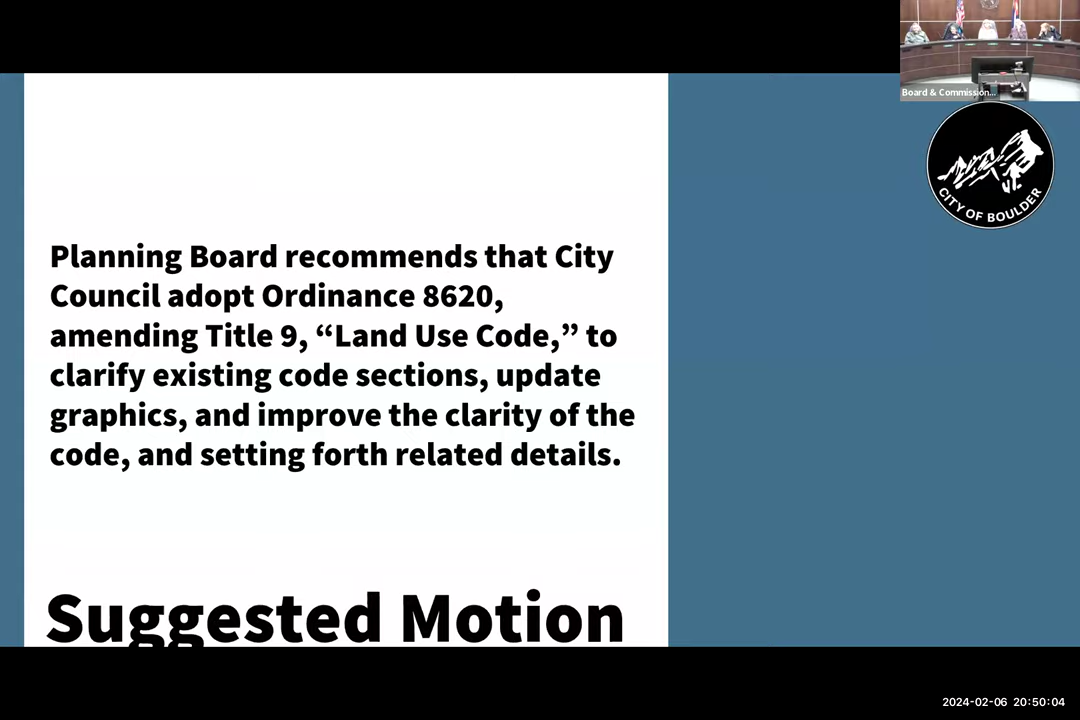 Board & Commission...
CITY OF BOULDER
Planning Board recommends that City
Council adopt Ordinance 8620,
amending Title 9, “Land Use Code,” to
clarify existing code sections, update
graphics, and improve the clarity of the
code, and setting forth related details.
Suggested Motion
2024-02-06 20:50:04